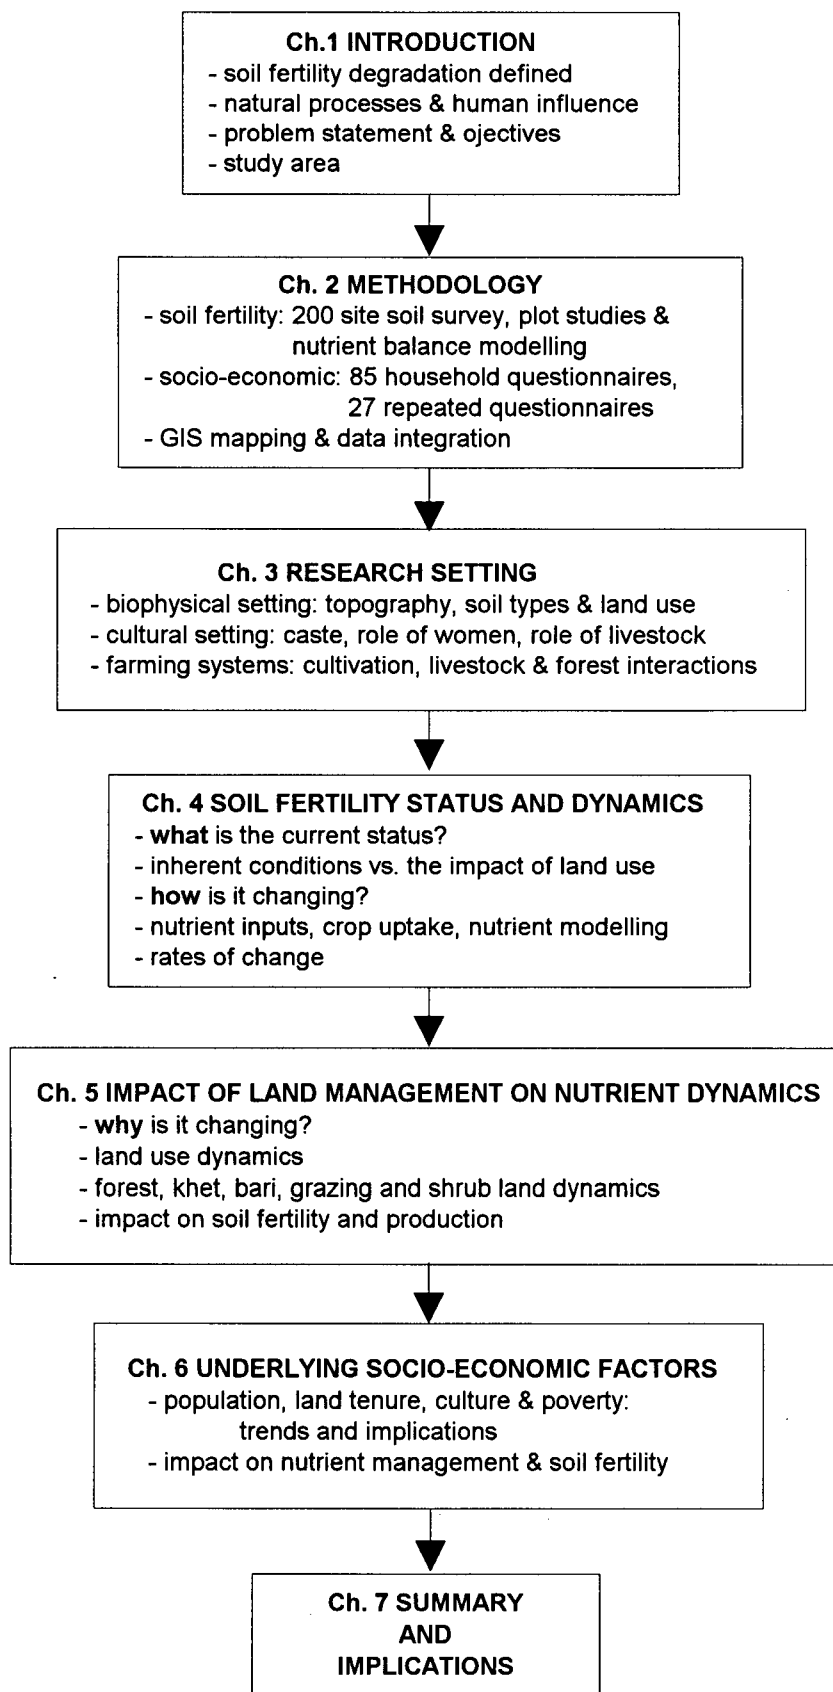 Ch.1 INTRODUCTION
- soil fertility degradation defined
- natural processes & human influence
- problem statement & ojectives
- study area
Ch. 2 METHODOLOGY
- soil fertility: 200 site soil survey, plot studies &
nutrient balance modelling
- socio-economic: 85 household questionnaires,
27 repeated questionnaires
- GIS mapping & data integration
Ch. 3 RESEARCH SETTING
- biophysical setting: topography, soil types & land use
- cultural setting: caste, role of women, role of livestock
- farming systems: cultivation, livestock & forest interactions
Ch. 4 SOIL FERTILITY STATUS AND DYNAMICS
- what is the current status?
- inherent conditions vs. the impact of land use
- how is it changing?
- nutrient inputs, crop uptake, nutrient modelling
- rates of change
Ch. 5 IMPACT OF LAND MANAGEMENT ON NUTRIENT DYNAMICS
- why is it changing?
- land use dynamics
- forest, khet, bari, grazing and shrub land dynamics
- impact on soil fertility and production
Ch. 6 UNDERLYING SOCIO-ECONOMIC FACTORS
- population, land tenure, culture & poverty:
trends and implications
- impact on nutrient management & soil fertility
Ch. 7 SUMMARY
AND
IMPLICATIONS